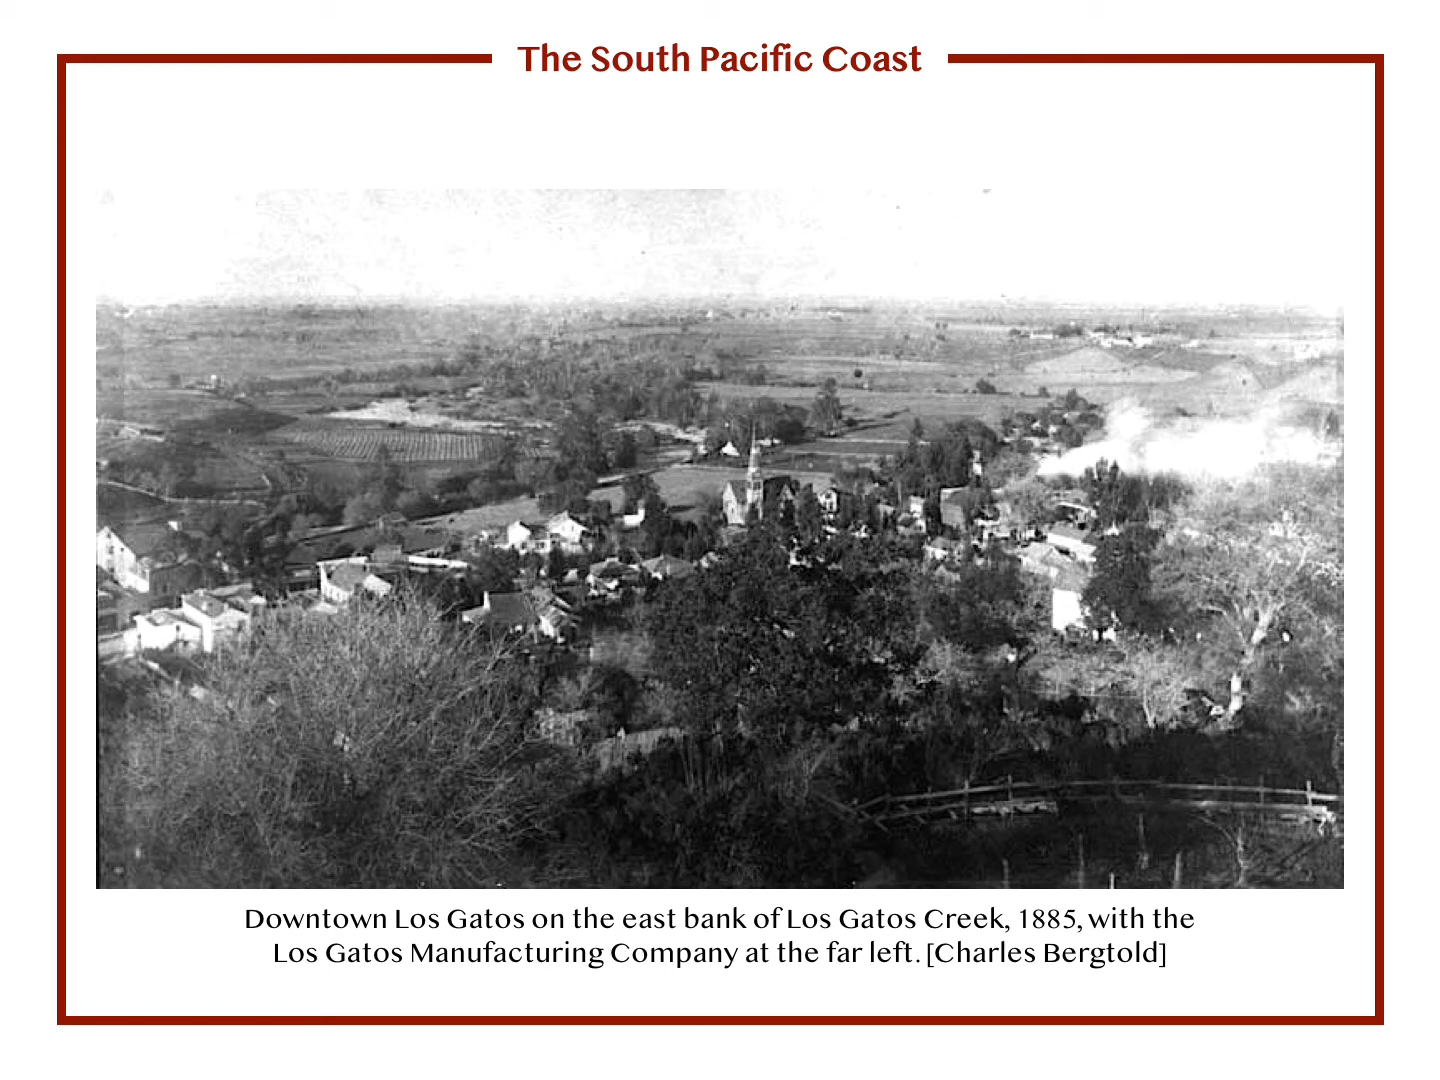 The South Pacific Coast
Downtown Los Gatos on the east bank of Los Gatos Creek, 1885, with the
Los Gatos Manufacturing Company at the far left. [Charles Bergtold]